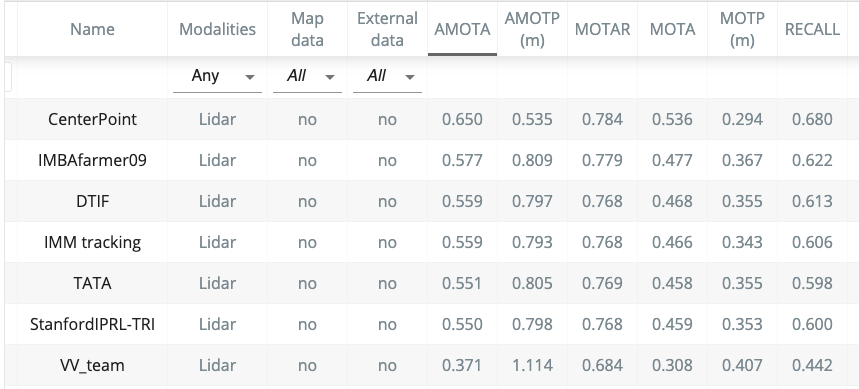 Name Modalities Map data External data AMOTA AMOTP (m) MOTAR MOTA MOTP (m) RECALL
Any All All
CenterPoint Lidar no no 0.650 0.535 0.784 0.536 0.294 0.680
IMBAfarmer09 Lidar no no 0.577 0.809 0.779 0.477 0.367 0.622
DTIF Lidar no no 0.559 0.797 0.768 0.468 0.355 0.613
IMM tracking Lidar no no 0.559 0.793 0.768 0.466 0.343 0.606
TATA Lidar no no 0.551 0.805 0.769 0.458 0.355 0.598
StanfordIPRL-TRI Lidar no no 0.550 0.798 0.768 0.459 0.353 0.600
VV_team Lidar no no 0.371 1.114 0.684 0.308 0.407 0.442